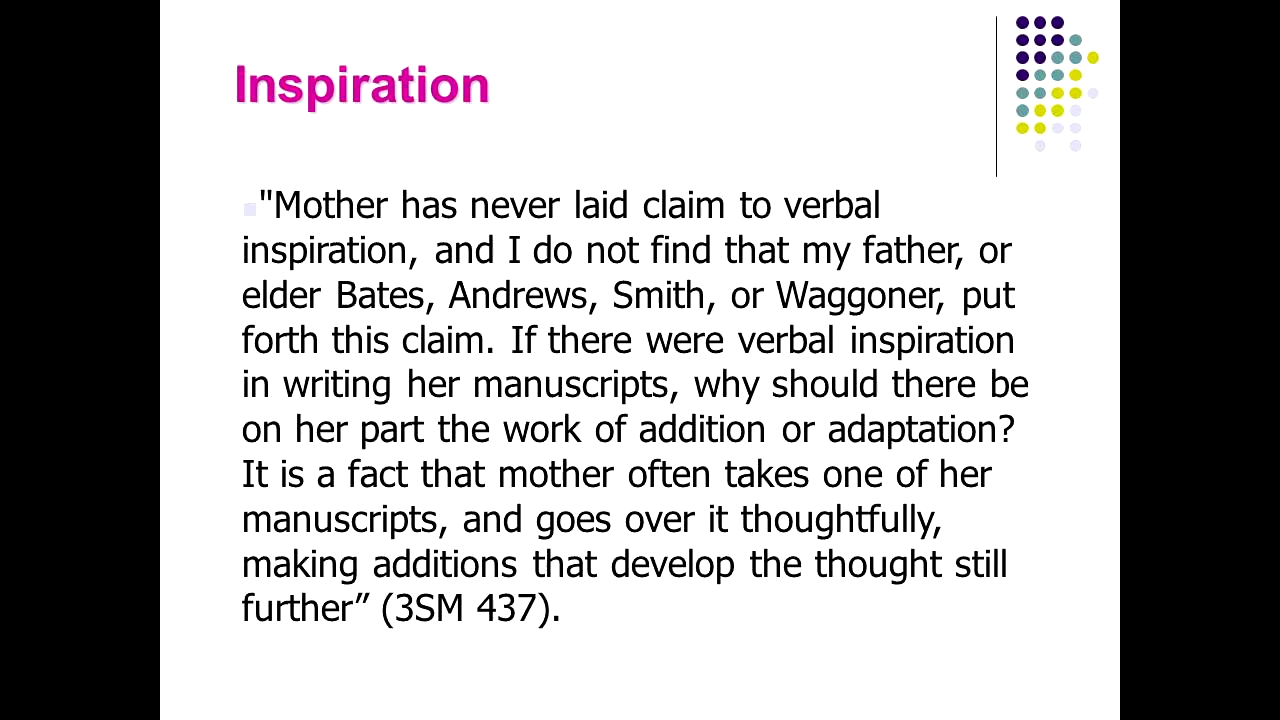 Inspiration
"Mother has never laid claim to verbal
inspiration, and I do not find that my father, or
elder Bates, Andrews, Smith, or Waggoner, put
forth this claim. If there were verbal inspiration
in writing her manuscripts, why should there be
on her part the work of addition or adaptation?
It is a fact that mother often takes one of her
manuscripts, and goes over it thoughtfully,
making additions that develop the thought still
further” (3SM 437).